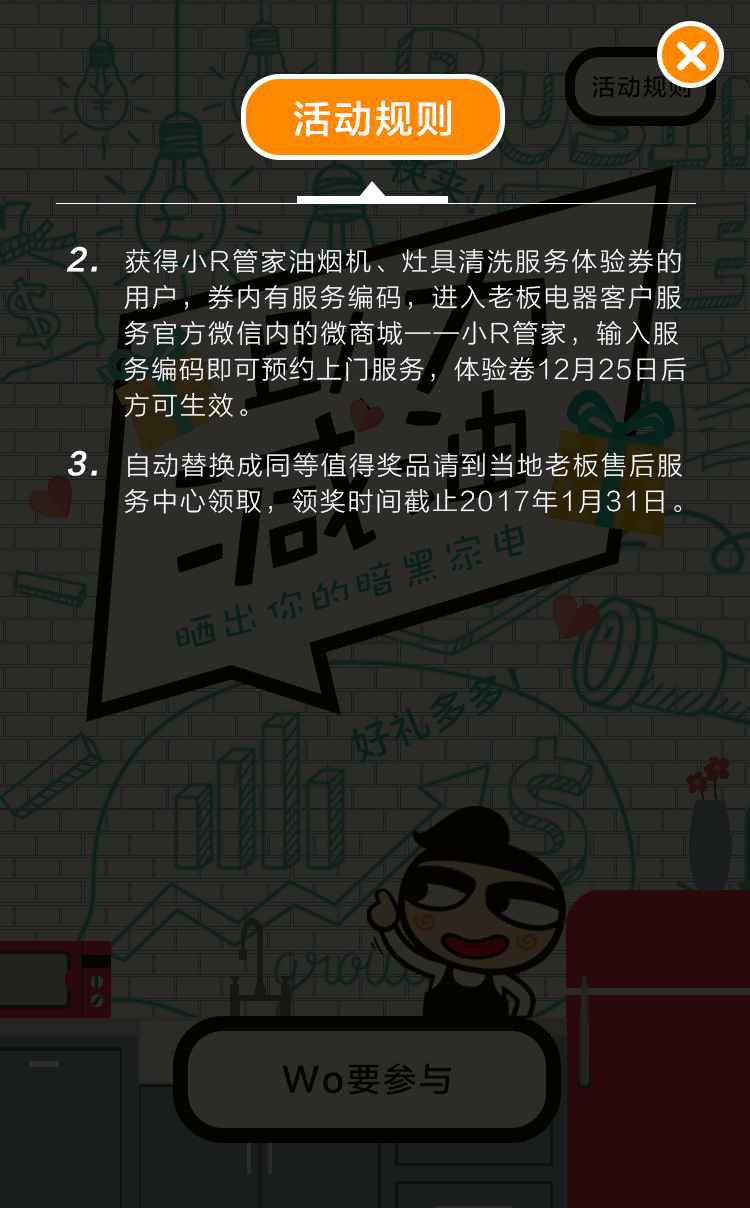 活动规则
活动规则
快来!
2. 获得小R管家油烟机、灶具清洗服务体验券的
用户，券内有服务编码，进入老板电器客户服
务官方微信内的微商城——小R管家，输入服
务编码即可预约上门服务，体验卷12月25日后
方可生效。
3. 自动替换成同等值得奖品请到当地老板售后服
务中心领取，领奖时间截止2017年1月31日。
减油
晒出你的暗黑家电
好礼多多!
Wo要参与